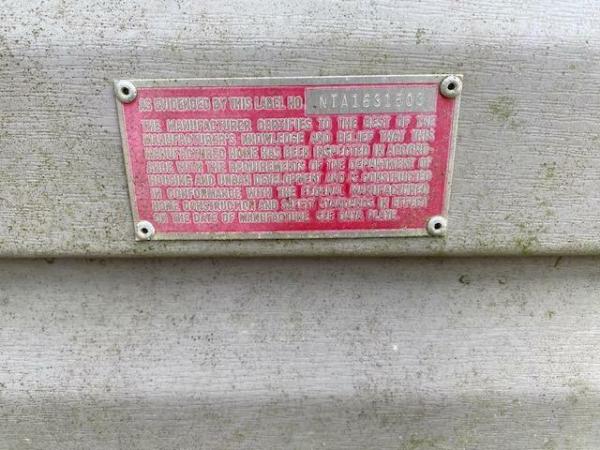 AS EVIDENCED BY THIS LABEL NO. NTA1631503
THE MANUFACTURER CERTIFIES TO THE BEST OF THE
MANUFACTURER'S KNOWLEDGE AND BELIEF THAT THIS
MANUFACTURED HOME HAS BEEN INSPECTED IN ACCORD-
ANCE WITH THE REQUIREMENTS OF THE DEPARTMENT OF
HOUSING AND URBAN DEVELOPMENT AND IS CONSTRUCTED
IN CONFORMANCE WITH THE FEDERAL MANUFACTURED
HOME CONSTRUCTION AND SAFETY STANDARDS IN EFFECT
ON THE DATE OF MANUFACTURE. SEE DATA PLATE.